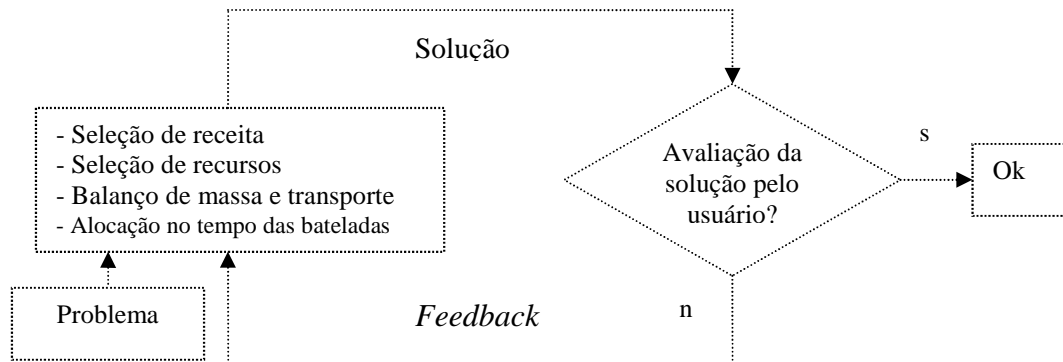 Solução
- Seleção de receita
- Seleção de recursos
- Balanço de massa e transporte
- Alocação no tempo das bateladas
Avaliação da
solução pelo
usuário?
s
Ok
Problema
Feedback
n